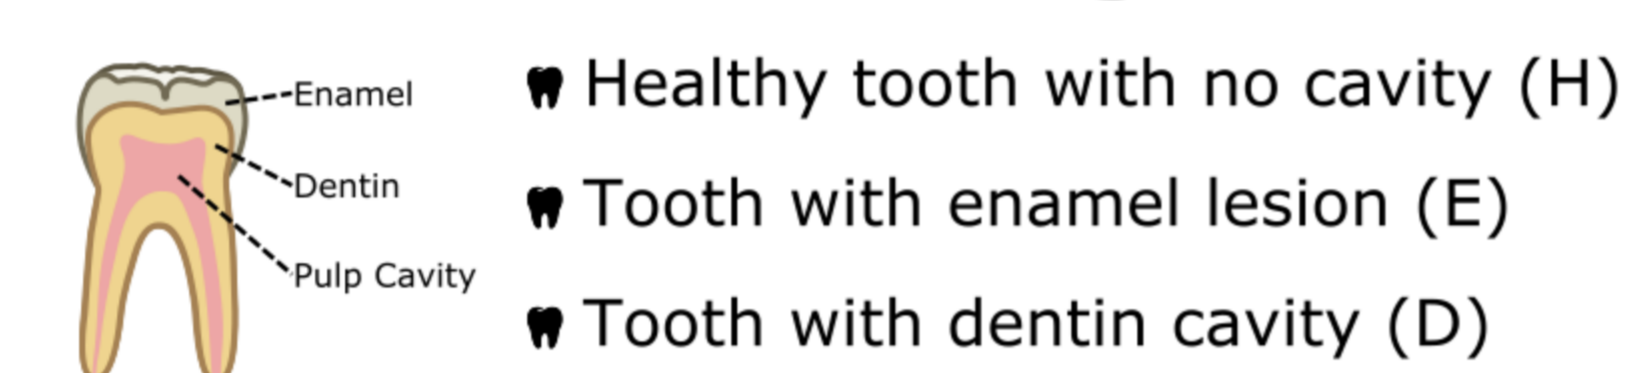 Enamel
Dentin
Pulp Cavity
Healthy tooth with no cavity (H)
Tooth with enamel lesion (E)
Tooth with dentin cavity (D)